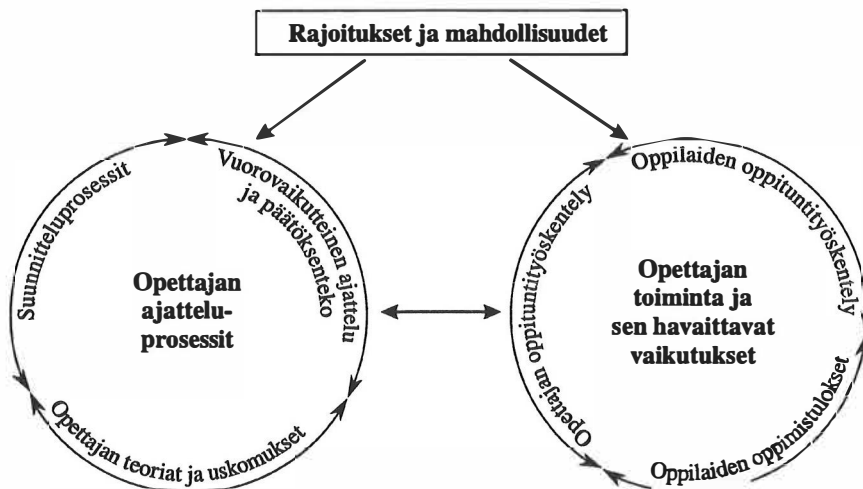 Rajoitukset ja mahdollisuudet
Suunnitteluprosessit
Vuorovaikutteinen ajattelu
ja päätöksenteko
Opettajan
ajattelu-
prosessit
Opettajan teoriat ja uskomukset
Opettajan oppituntityöskentely
Oppilaiden oppituntityöskentely
Opettajan
toiminta ja
sen havaittavat
vaikutukset
Oppilaiden oppimistulokset